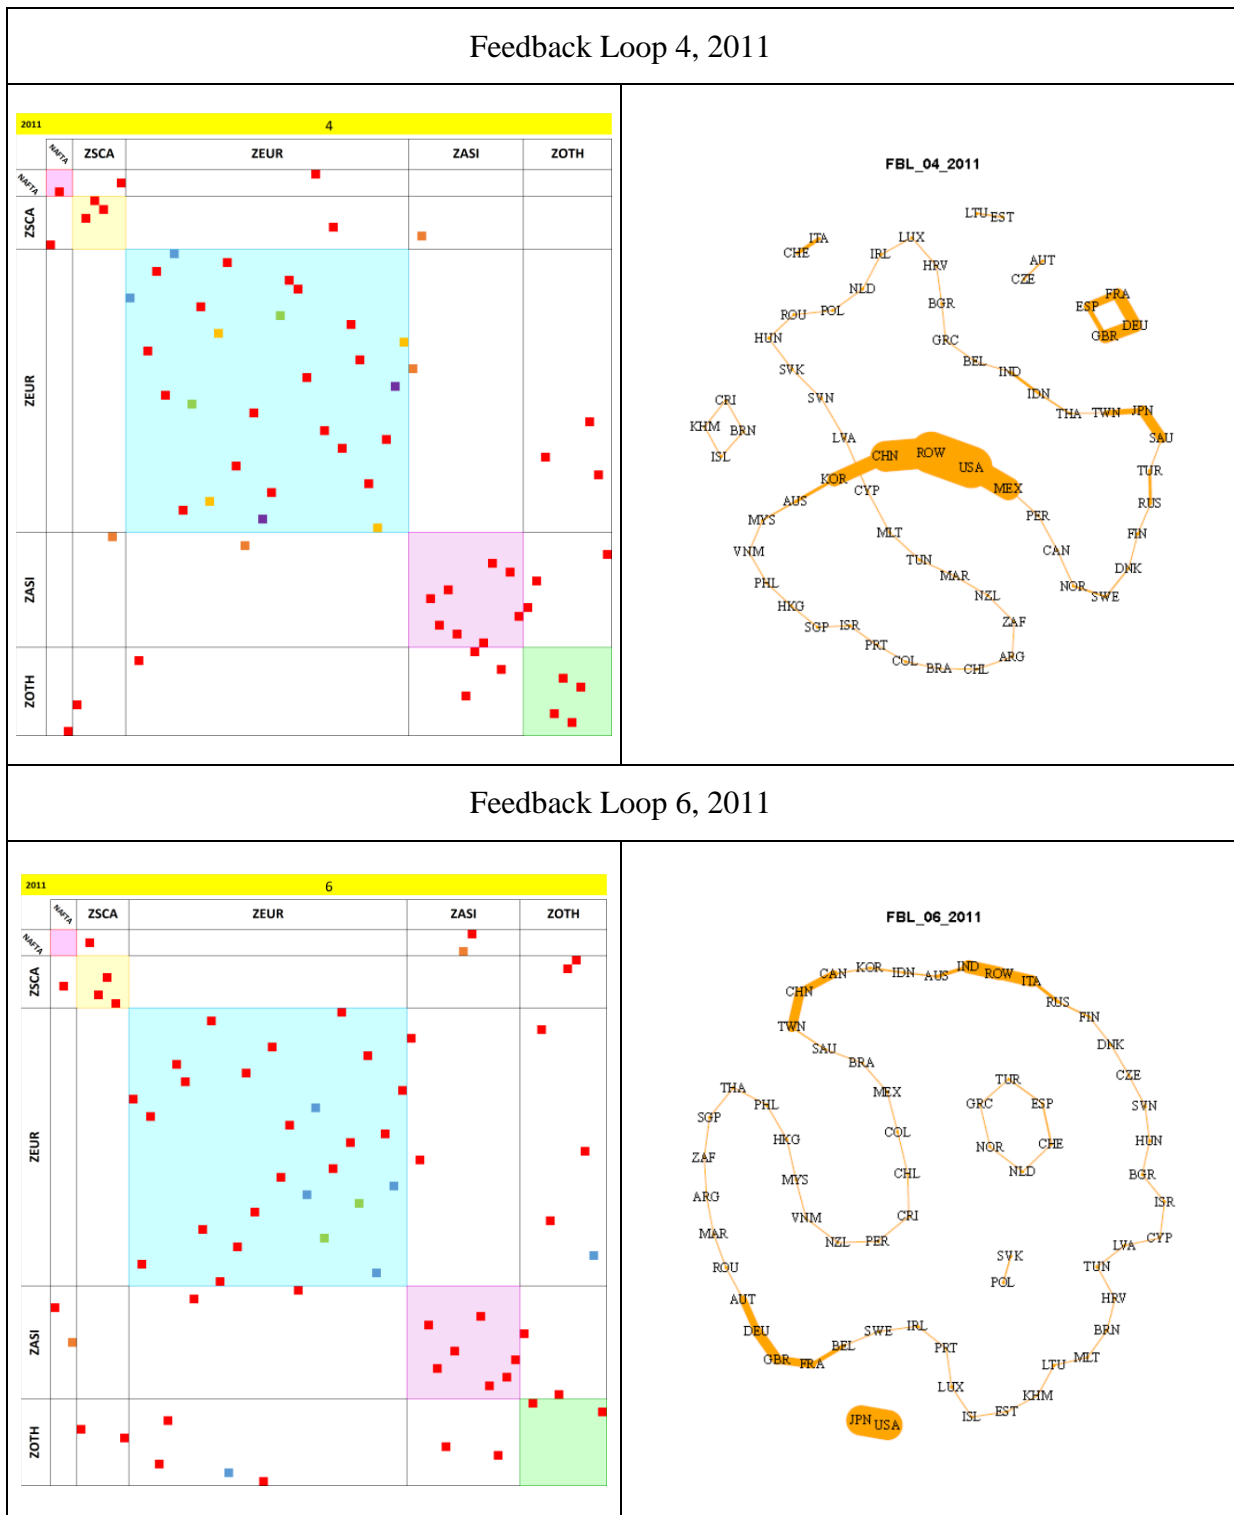 Feedback Loop 4, 2011
2011 4
NAFTA ZSCA ZEUR ZASI ZOTH
NAFTA
ZSCA
ZEUR
ZASI
ZOTH
FBL_04_2011
LTU EST
ITA
CHE
LUX
IRL
HRV
AUT
CZE
NLD
BGR
ESP
FRA
ROU
POL
DEU
GBR
HUN
GRC
BEL
SVK
IND
IDN
SVN
CRI
THA
TWN
JPN
KHM
BRN
ISL
LVA
SAU
CHN
ROW
USA
TUR
KOR
MEX
AUS
CYP
RUS
MYS
PER
MLT
FIN
VNM
TUN
CAN
PHL
MAR
NOR
DNK
NZL
SWE
HKG
ZAF
SGP
ISR
PRT
COL
BRA
CHL
ARG
Feedback Loop 6, 2011
2011 6
NAFTA ZSCA ZEUR ZASI ZOTH
NAFTA
ZSCA
ZEUR
ZASI
ZOTH
FBL_06_2011
CAN
KOR
IDN
AUS
IND
ROW
ITA
CHN
RUS
TWN
FIN
SAU
BRA
DNK
CZE
THA
MEX
TUR
PHL
GRC
ESP
SVN
SGP
COL
HKG
NOR
CHE
HUN
ZAF
NLD
CHL
BGR
MYS
ARG
ISR
VNM
CRI
MAR
NZL
PER
LVA
CYP
ROU
SVK
TUN
POL
AUT
HRV
DEU
BRN
GBR
FRA
BEL
SWE
IRL
PRT
MLT
LTU
LUX
KHM
ISL
EST
JPN USA